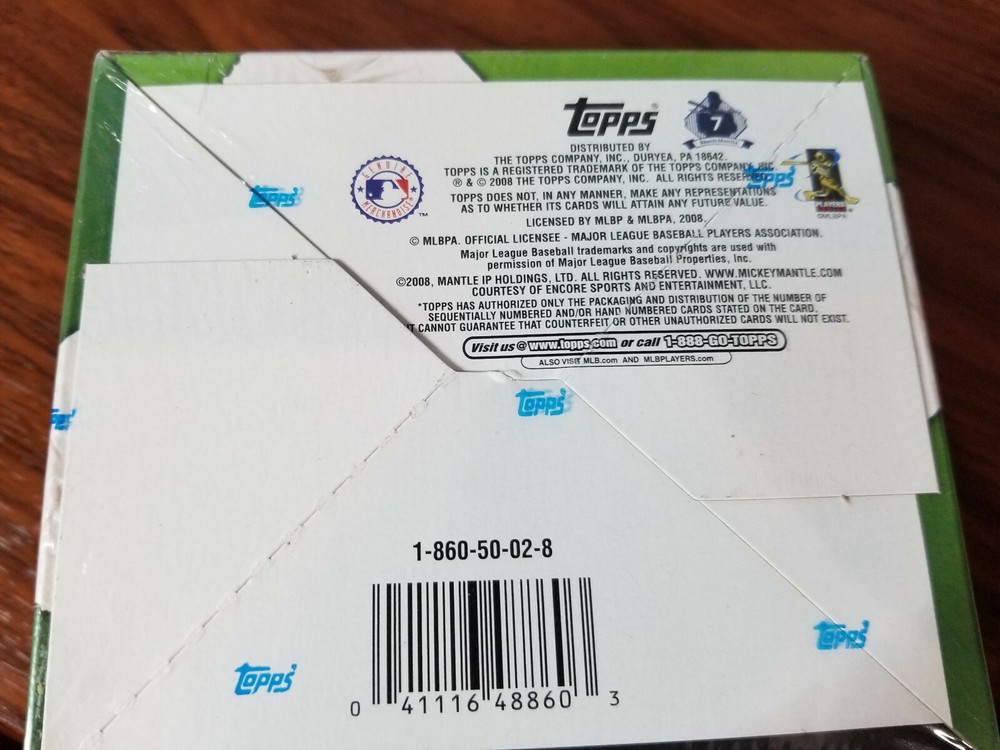 Topps®
7
MICKEY MANTLE
DISTRIBUTED BY
THE TOPPS COMPANY, INC., DURYEA, PA 18642.
TOPPS IS A REGISTERED TRADEMARK OF THE TOPPS COMPANY, INC.
® & © 2008 THE TOPPS COMPANY, INC. ALL RIGHTS RESERVED.
GENUINE
MERCHANDISE
TM
TOPPS DOES NOT, IN ANY MANNER, MAKE ANY REPRESENTATIONS
AS TO WHETHER ITS CARDS WILL ATTAIN ANY FUTURE VALUE.
PLAYERS
©MLBPA
LICENSED BY MLBP & MLBPA, 2008.
© MLBPA. OFFICIAL LICENSEE - MAJOR LEAGUE BASEBALL PLAYERS ASSOCIATION.
Major League Baseball trademarks and copyrights are used with
permission of Major League Baseball Properties, Inc.
©2008, MANTLE IP HOLDINGS, LTD. ALL RIGHTS RESERVED. WWW.MICKEYMANTLE.COM
COURTESY OF ENCORE SPORTS AND ENTERTAINMENT, LLC.
*TOPPS HAS AUTHORIZED ONLY THE PACKAGING AND DISTRIBUTION OF THE NUMBER OF
SEQUENTIALLY NUMBERED AND/OR HAND NUMBERED CARDS STATED ON THE CARD.
CANNOT GUARANTEE THAT COUNTERFEIT OR OTHER UNAUTHORIZED CARDS WILL NOT EXIST.
Visit us @ www.topps.com or call 1-888-GO-TOPPS
ALSO VISIT MLB.com AND MLBPLAYERS.com
Topps
Topps
Topps
1-860-50-02-8
Topps
Topps
0 41116 48860 3